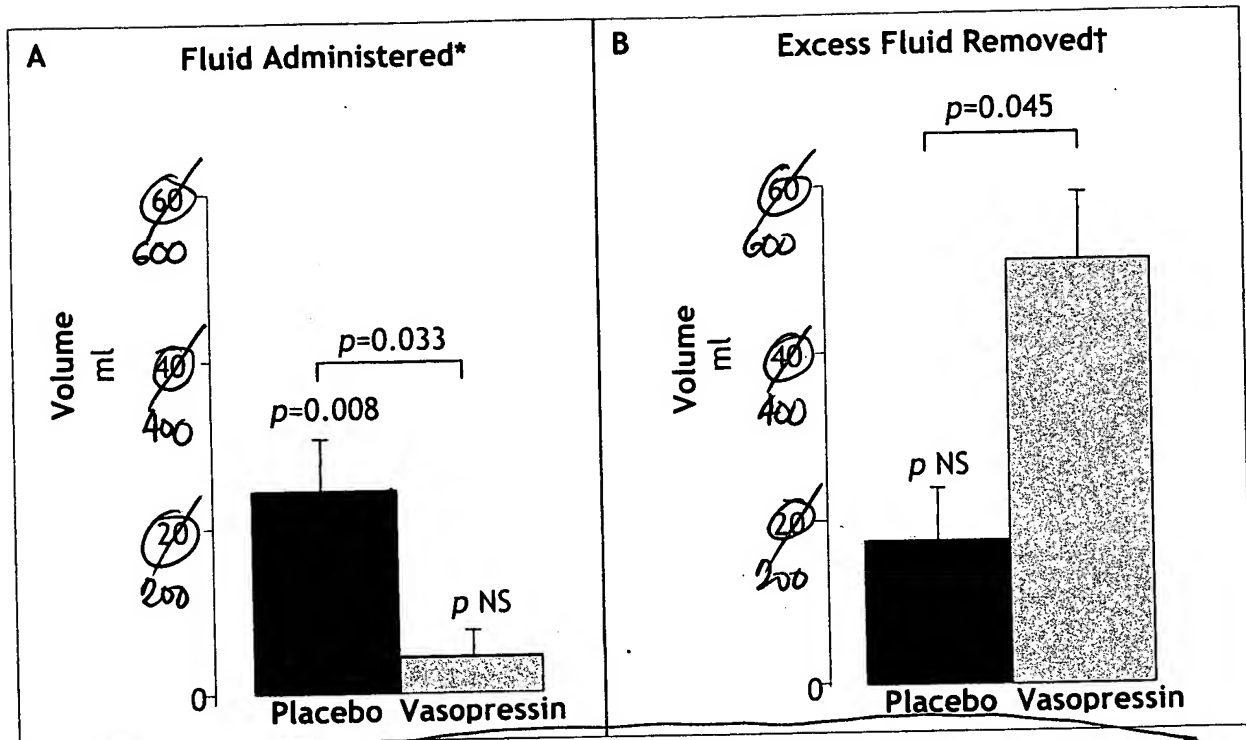 A
Fluid Administered*
60
600
Volume
ml
p=0.033
40
400
p=0.008
20
200
p NS
0
Placebo Vasopressin
B
Excess Fluid Removed†
p=0.045
60
600
Volume
ml
40
400
p NS
20
200
0
Placebo Vasopressin